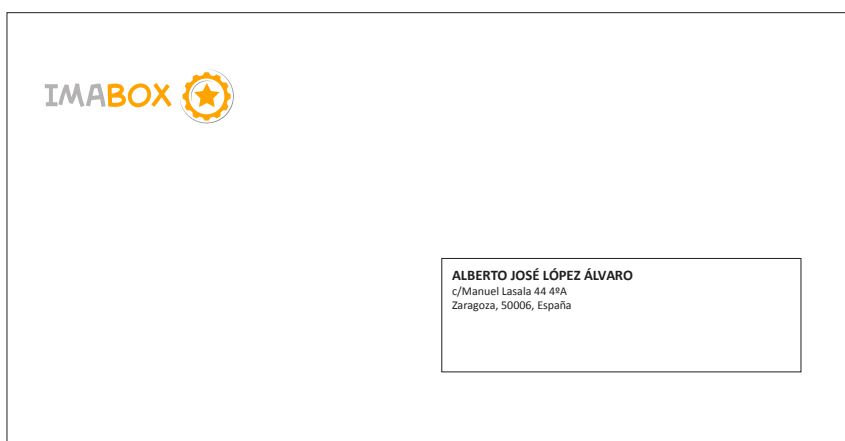 IMABOX
ALBERTO JOSÉ LÓPEZ ÁLVARO
c/Manuel Lasala 44 4ºA
Zaragoza, 50006, España